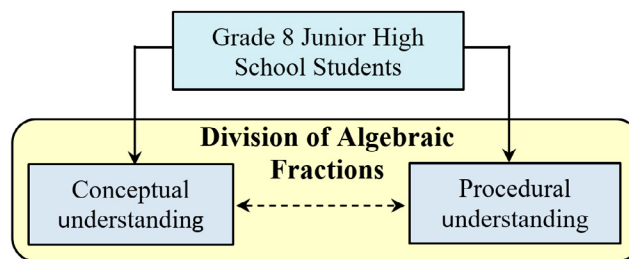 Grade 8 Junior High
School Students
Division of Algebraic
Fractions
Conceptual
understanding
Procedural
understanding